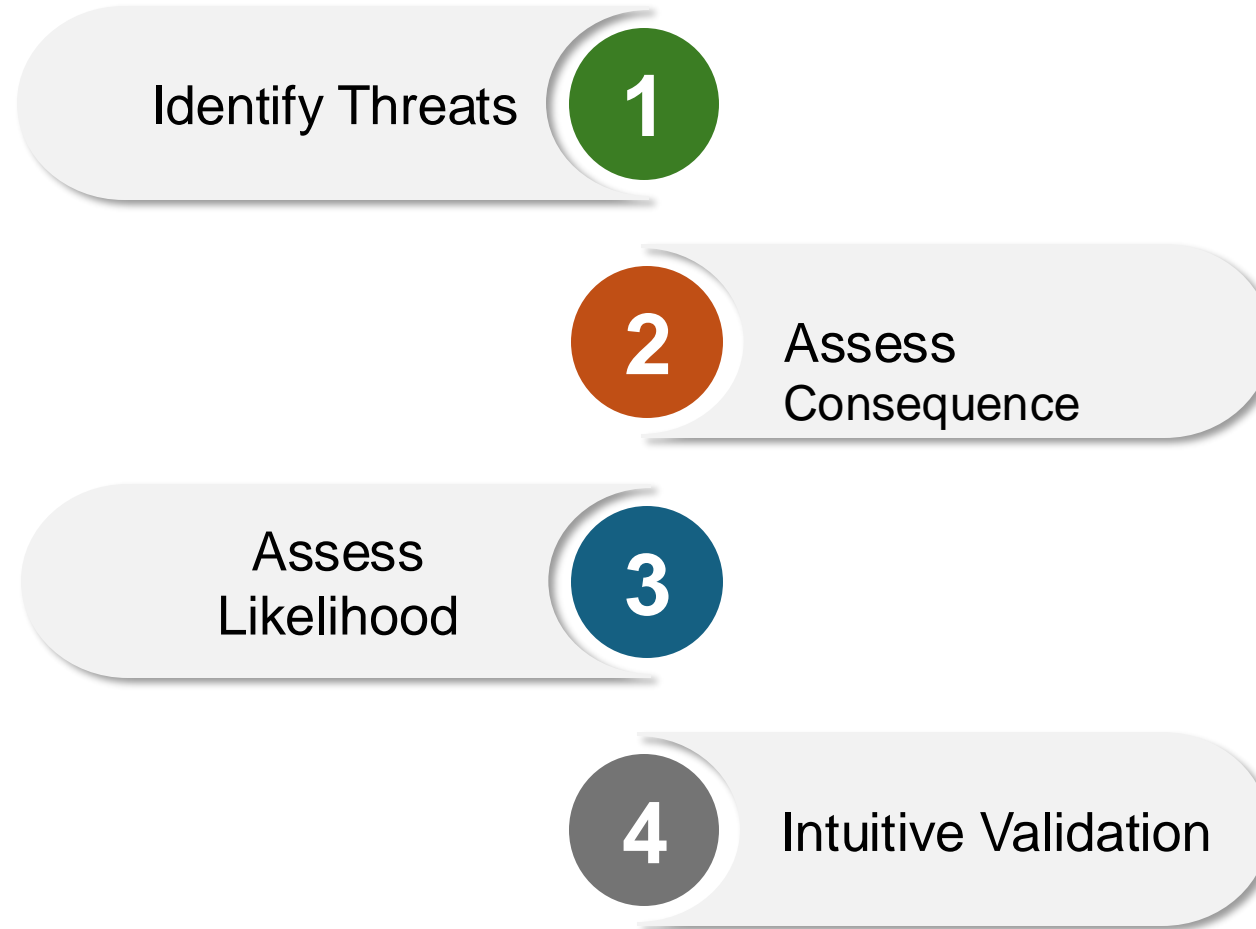 Identify Threats
1
2
Assess
Consequence
Assess
Likelihood
3
4
Intuitive Validation